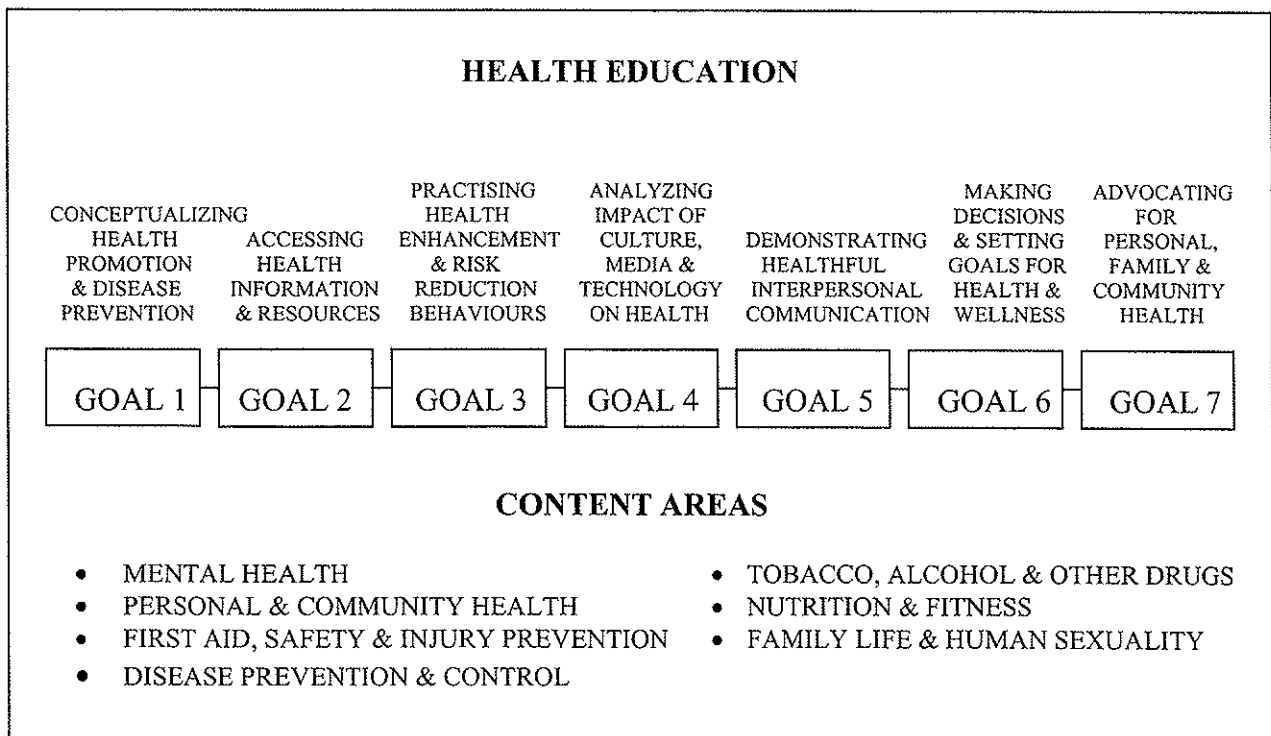 HEALTH EDUCATION
CONCEPTUALIZING
HEALTH
PROMOTION
& DISEASE
PREVENTION
ACCESSING
HEALTH
INFORMATION
& RESOURCES
PRACTISING
HEALTH
ENHANCEMENT
& RISK
REDUCTION
BEHAVIOURS
ANALYZING
IMPACT OF
CULTURE,
MEDIA &
TECHNOLOGY
ON HEALTH
DEMONSTRATING
HEALTHFUL
INTERPERSONAL
COMMUNICATION
MAKING
DECISIONS
& SETTING
GOALS FOR
HEALTH &
WELLNESS
ADVOCATING
FOR
PERSONAL,
FAMILY &
COMMUNITY
HEALTH
GOAL 1
GOAL 2
GOAL 3
GOAL 4
GOAL 5
GOAL 6
GOAL 7
CONTENT AREAS
• MENTAL HEALTH
• PERSONAL & COMMUNITY HEALTH
• FIRST AID, SAFETY & INJURY PREVENTION
• DISEASE PREVENTION & CONTROL
• TOBACCO, ALCOHOL & OTHER DRUGS
• NUTRITION & FITNESS
• FAMILY LIFE & HUMAN SEXUALITY